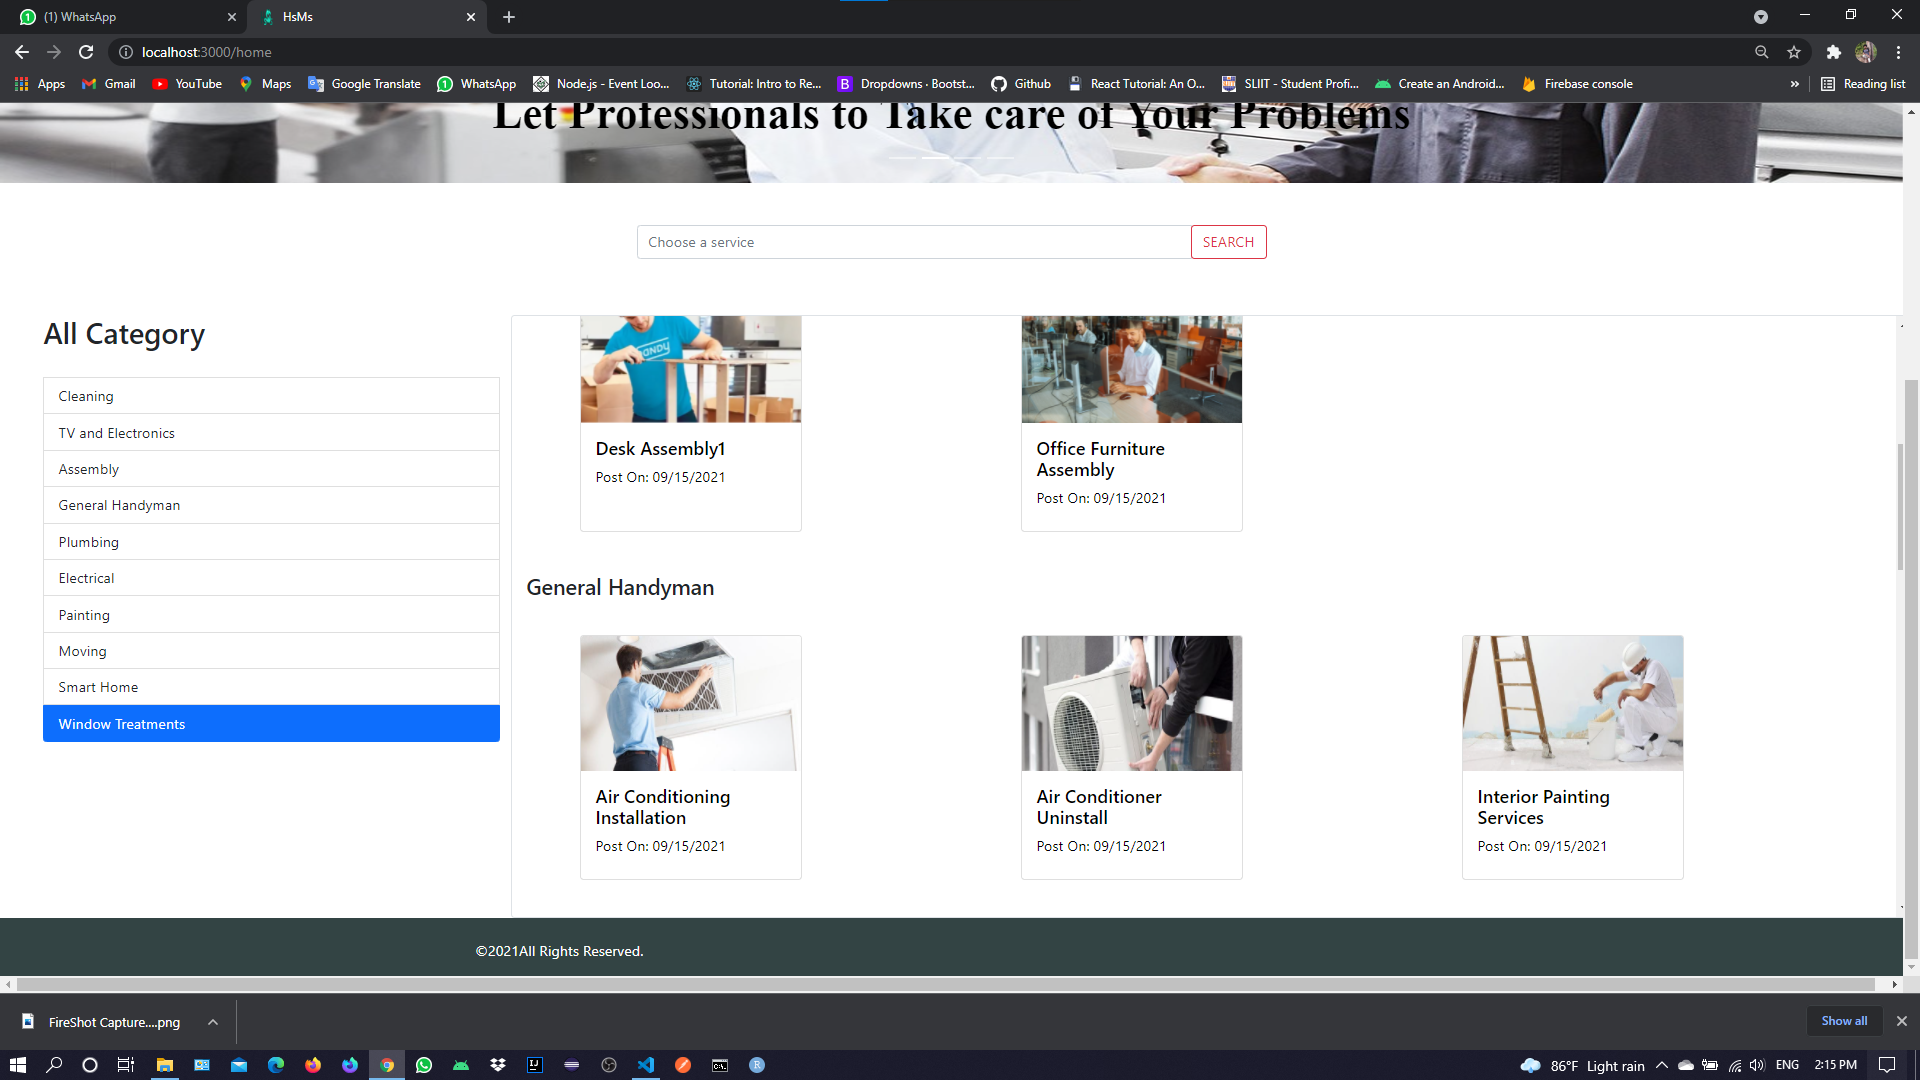 (1) WhatsApp
HsMs
localhost:3000/home
Apps
Gmail
YouTube
Maps
Google Translate
WhatsApp
Node.js - Event Loo...
Tutorial: Intro to Re...
Dropdowns · Bootst...
Github
React Tutorial: An O...
SLIIT - Student Profi...
Create an Android...
Firebase console
»
Reading list
Let Professionals to Take care of Your Problems
Choose a service
SEARCH
All Category
Cleaning
TV and Electronics
Assembly
General Handyman
Plumbing
Electrical
Painting
Moving
Smart Home
Window Treatments
Desk Assembly1
Post On: 09/15/2021
Office Furniture
Assembly
Post On: 09/15/2021
General Handyman
Air Conditioning
Installation
Post On: 09/15/2021
Air Conditioner
Uninstall
Post On: 09/15/2021
Interior Painting
Services
Post On: 09/15/2021
©2021All Rights Reserved.
FireShot Capture....png
Show all
86°F Light rain
ENG
2:15 PM